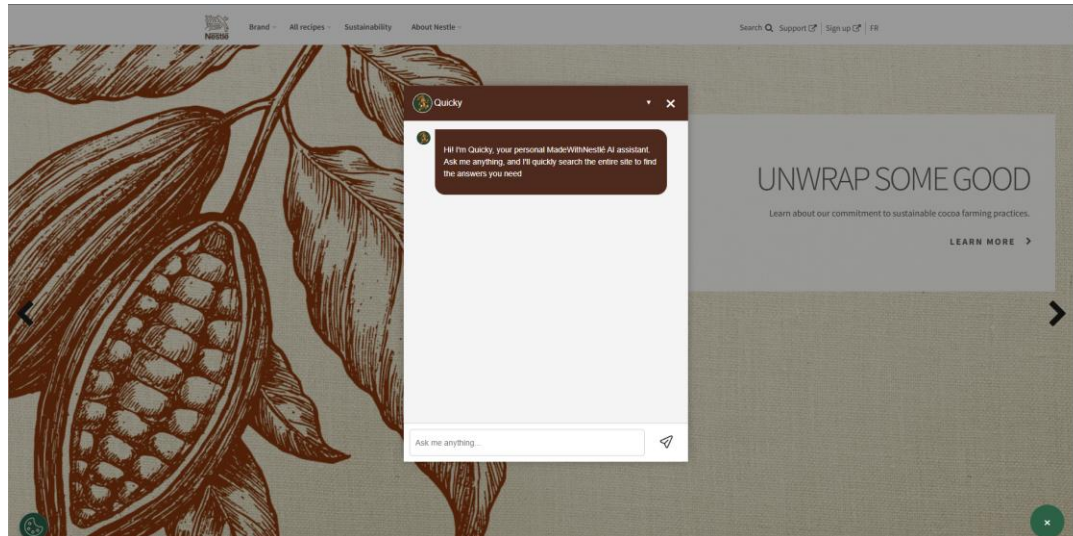 Nestlé
Brand
All recipes
Sustainability
About Nestle
Search
Support
Sign up
FR
Quicky
Hi! I'm Quicky, your personal MadeWithNestlé AI assistant.
Ask me anything, and I'll quickly search the entire site to find
the answers you need
UNWRAP SOME GOOD
Learn about our commitment to sustainable cocoa farming practices.
LEARN MORE
Ask me anything...